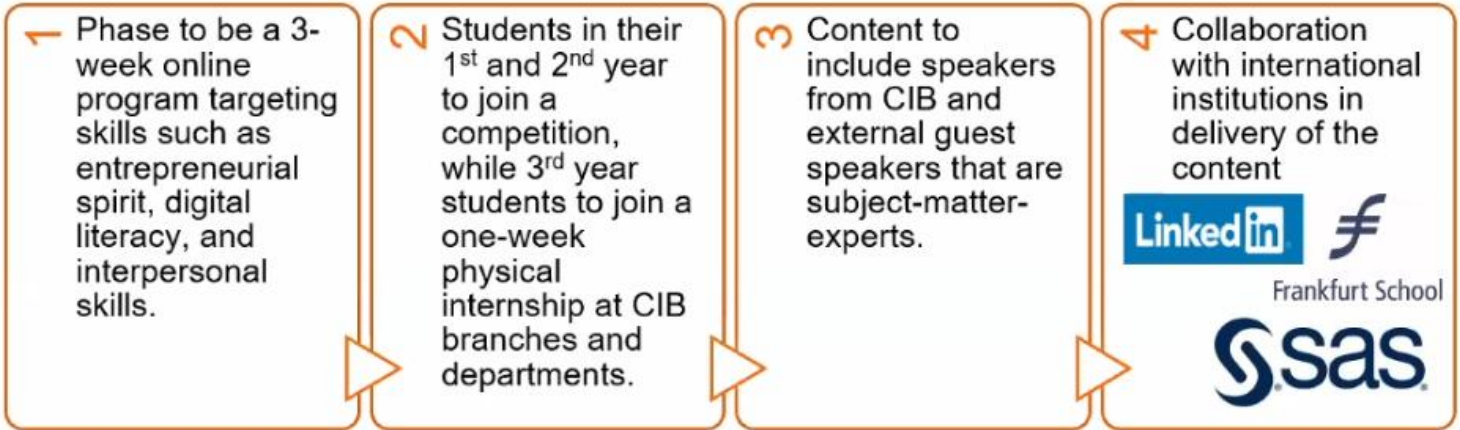 1
Phase to be a 3-
week online
program targeting
skills such as
entrepreneurial
spirit, digital
literacy, and
interpersonal
skills.
2
Students in their
1st and 2nd year
to join a
competition,
while 3rd year
students to join a
one-week
physical
internship at CIB
branches and
departments.
3
Content to
include speakers
from CIB and
external guest
speakers that are
subject-matter-
experts.
4
Collaboration
with international
institutions in
delivery of the
content
Linked in
Frankfurt School
sas